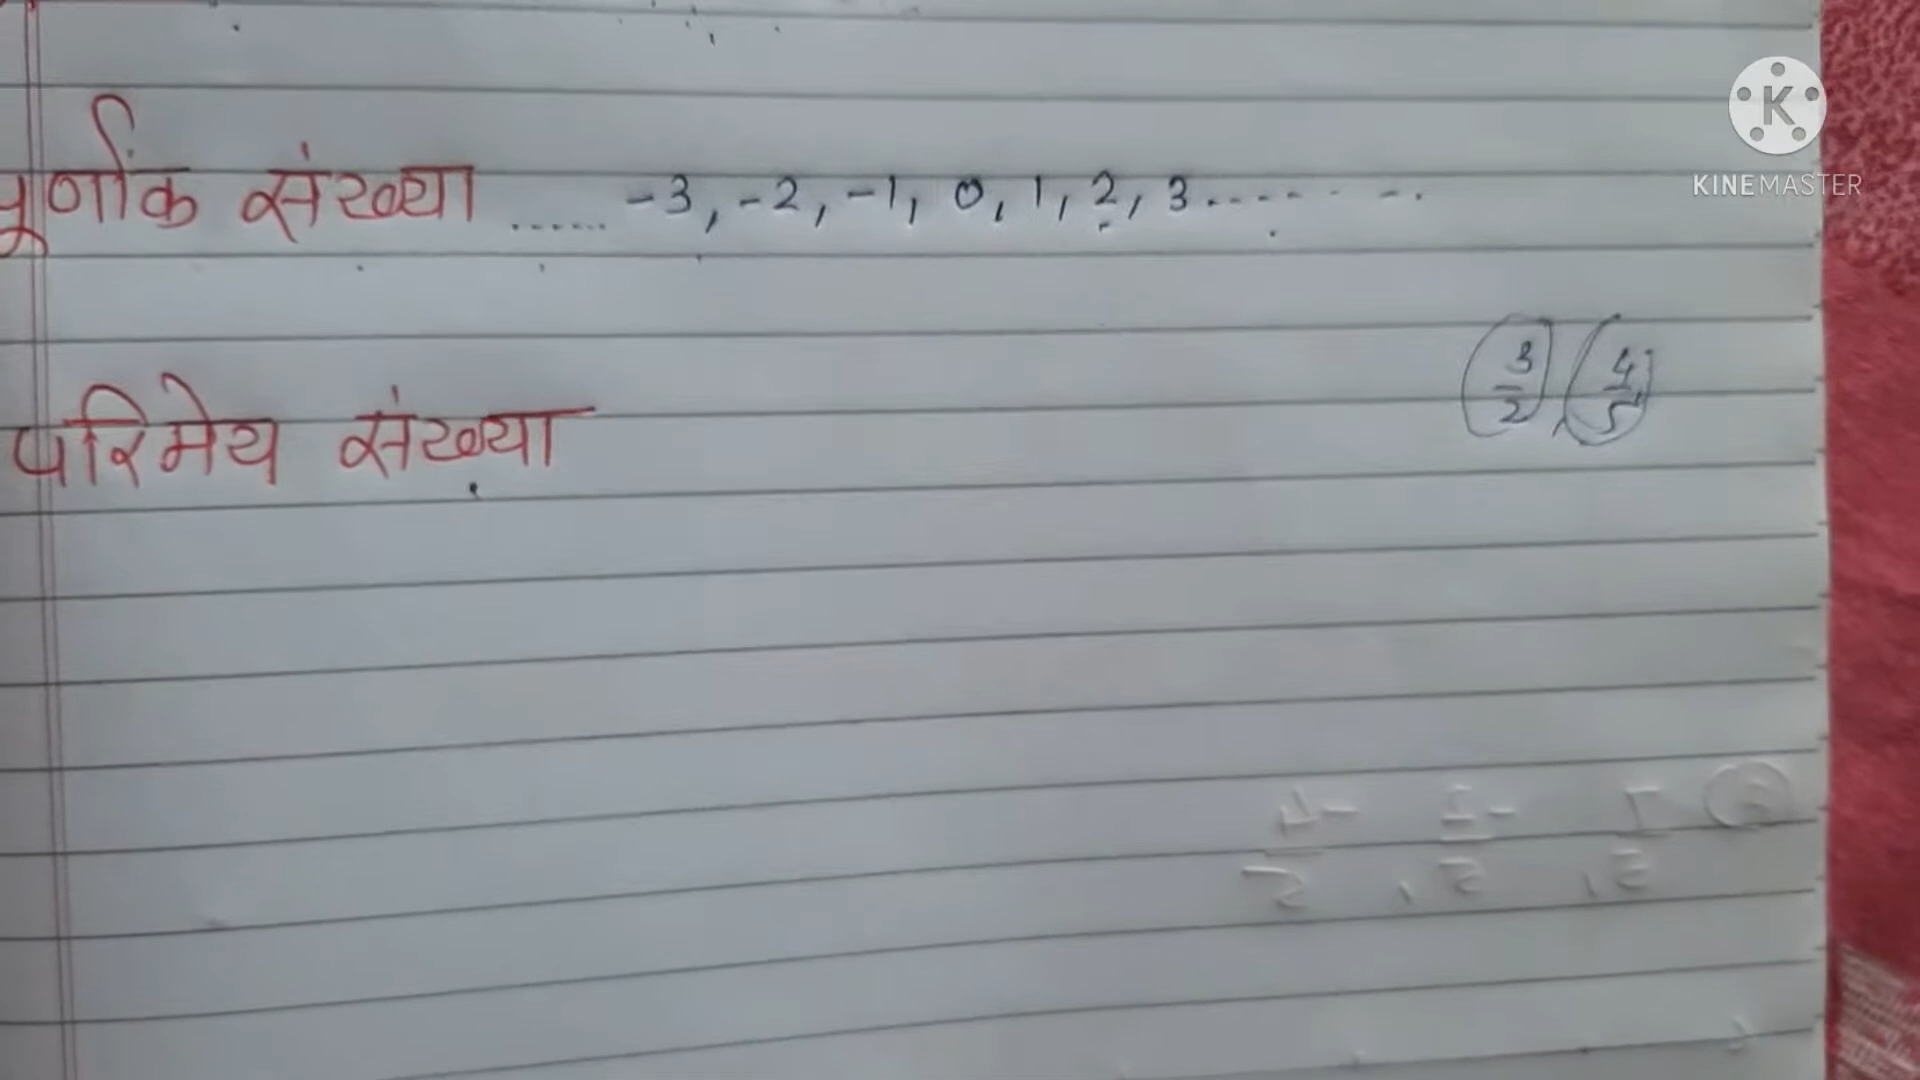 पूर्णांक संख्या ...... -3, -2, -1, 0, 1, 2, 3..........
3/2, 4/5
परिमेय संख्या
KINEMASTER